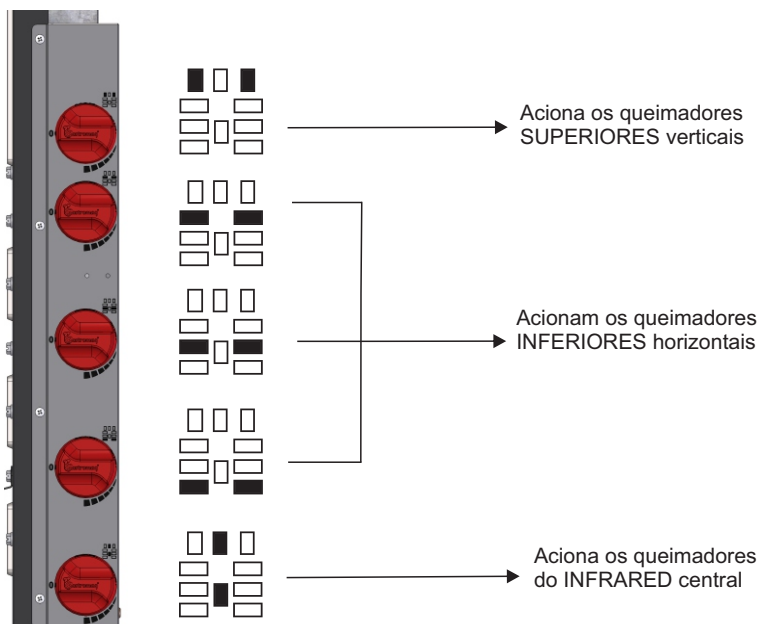 Aciona os queimadores
SUPERIORES verticais
Acionam os queimadores
INFERIORES horizontais
Aciona os queimadores
do INFRARED central